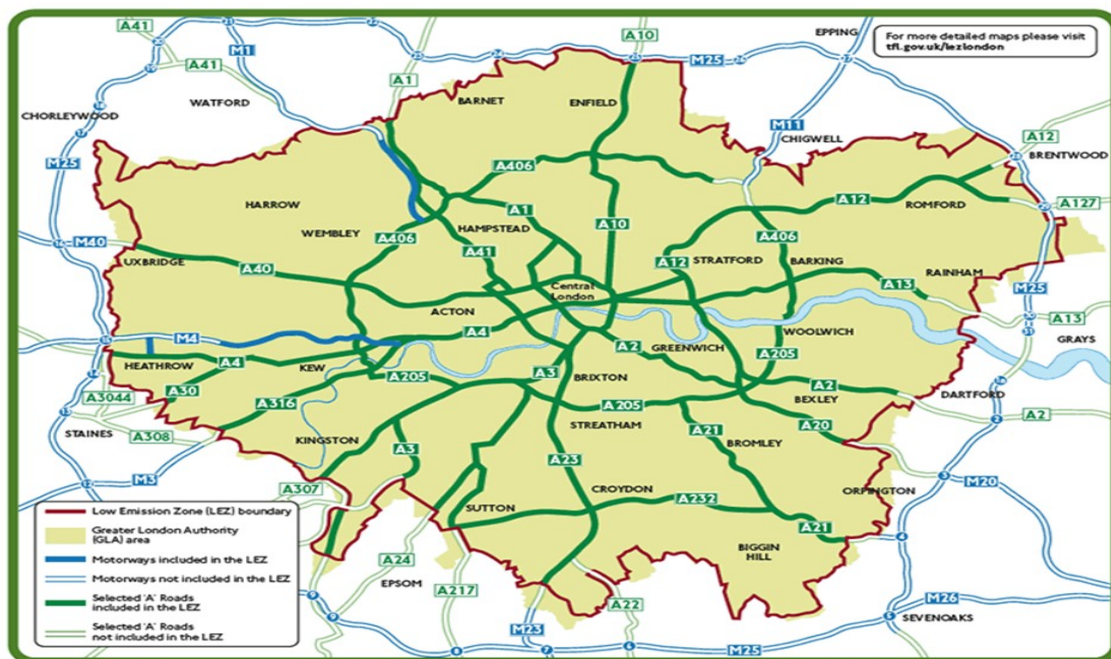 A41
A10
EPPING
For more detailed maps please visit
tfl.gov.uk/lezlondon
M1
A41
M25
A1
WATFORD
BARNET
ENFIELD
CHORLEYWOOD
M11
CHIGWELL
A12
BRENTWOOD
M25
A406
HARROW
A1
A10
A12
ROMFORD
A127
WEMBLEY
A406
HAMPSTEAD
A406
M40
A41
UXBRIDGE
A40
A12
STRATFORD
BARKING
RAINHAM
Central
London
A13
M25
ACTON
A13
M4
A4
WOOLWICH
GRAYS
A2
GREENWICH
HEATHROW
A4
KEW
A205
A3
BRIXTON
A205
A2
A30
A3044
A316
A205
BEXLEY
DARTFORD
A2
STAINES
A308
KINGSTON
STREATHAM
A21
A20
BROMLEY
A3
A23
M3
M20
A307
CROYDON
A232
ORPINGTON
SUTTON
A21
BIGGIN
HILL
A24
EPSOM
A217
A22
M26
M23
SEVENOAKS
M25
Low Emission Zone (LEZ) boundary
Greater London Authority
(GLA) area
Motorways included in the LEZ
Motorways not included in the LEZ
Selected 'A' Roads
included in the LEZ
Selected 'A' Roads
not included in the LEZ